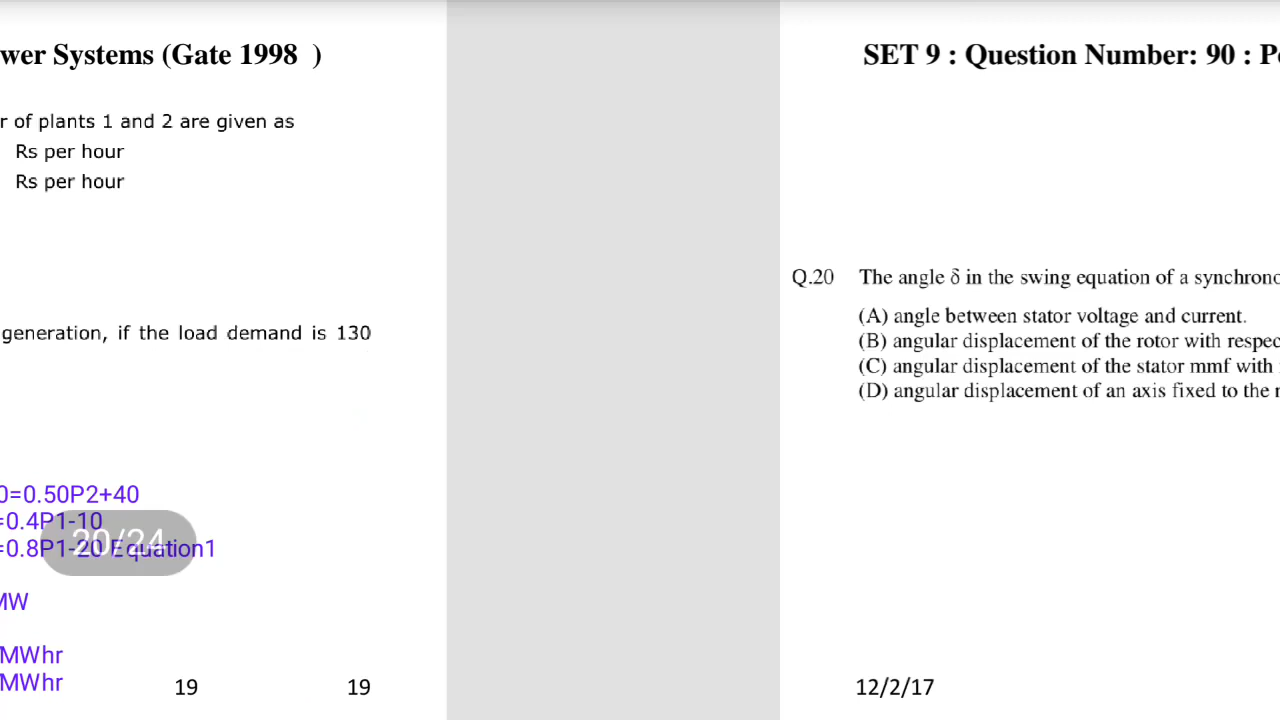 wer Systems (Gate 1998 )
r of plants 1 and 2 are given as
Rs per hour
Rs per hour
generation, if the load demand is 130
0=0.50P2+40
=0.4P1-10
=0.8P1-20 Equation1
20/24
MW
/MWhr
/MWhr
19
19
SET 9 : Question Number: 90 : Po
Q.20 The angle δ in the swing equation of a synchrono
(A) angle between stator voltage and current.
(B) angular displacement of the rotor with respec
(C) angular displacement of the stator mmf with
(D) angular displacement of an axis fixed to the r
12/2/17